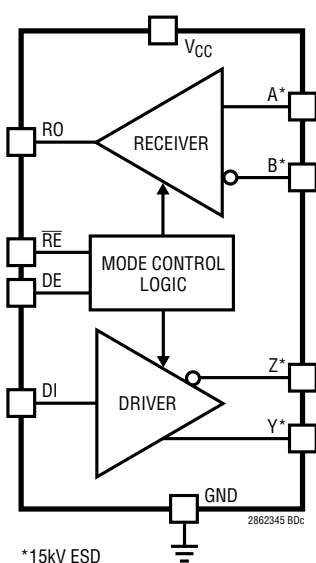 VCC
A*
RO
RECEIVER
B*
RE
MODE CONTROL
LOGIC
DE
Z*
DI
DRIVER
Y*
GND
2862345 BDc
*15kV ESD